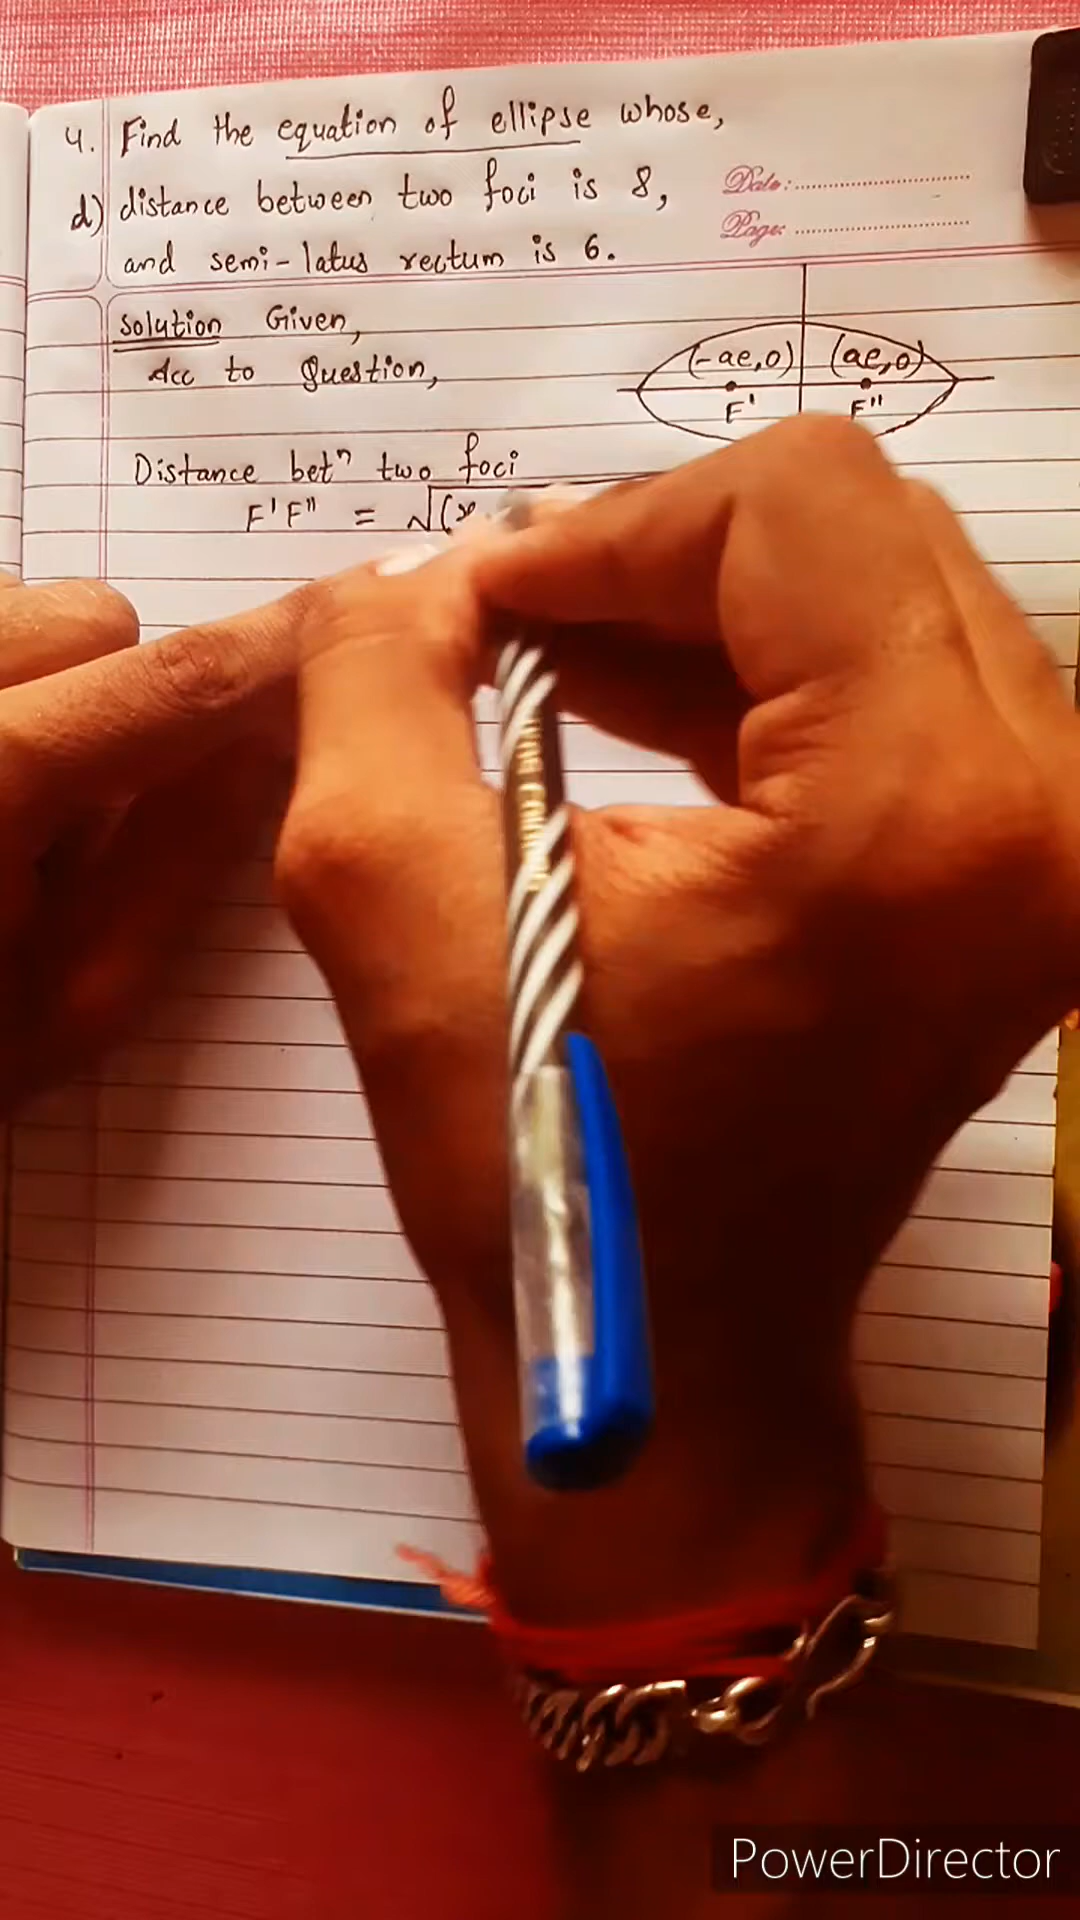 4. Find the equation of ellipse whose,
d) distance between two foci is 8,
and semi-latus rectum is 6.
Date:
Page:
Solution Given,
Acc to Question,
(-ae,0) (ae,0)
F' F"
Distance betⁿ two foci
F'F" = √(x
PowerDirector